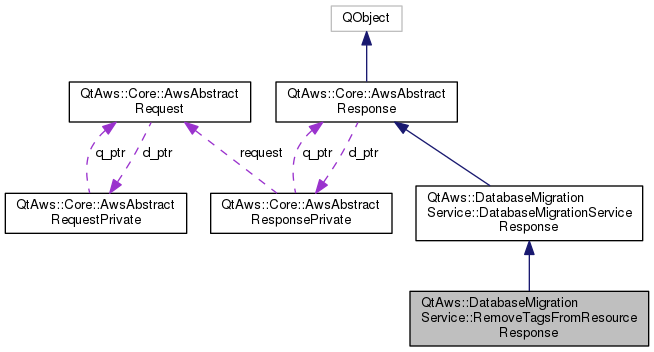 QObject
QtAws::Core::AwsAbstract
Request
QtAws::Core::AwsAbstract
Response
q_ptr
d_ptr
request
q_ptr
d_ptr
QtAws::Core::AwsAbstract
RequestPrivate
QtAws::Core::AwsAbstract
ResponsePrivate
QtAws::DatabaseMigration
Service::DatabaseMigrationService
Response
QtAws::DatabaseMigration
Service::RemoveTagsFromResource
Response